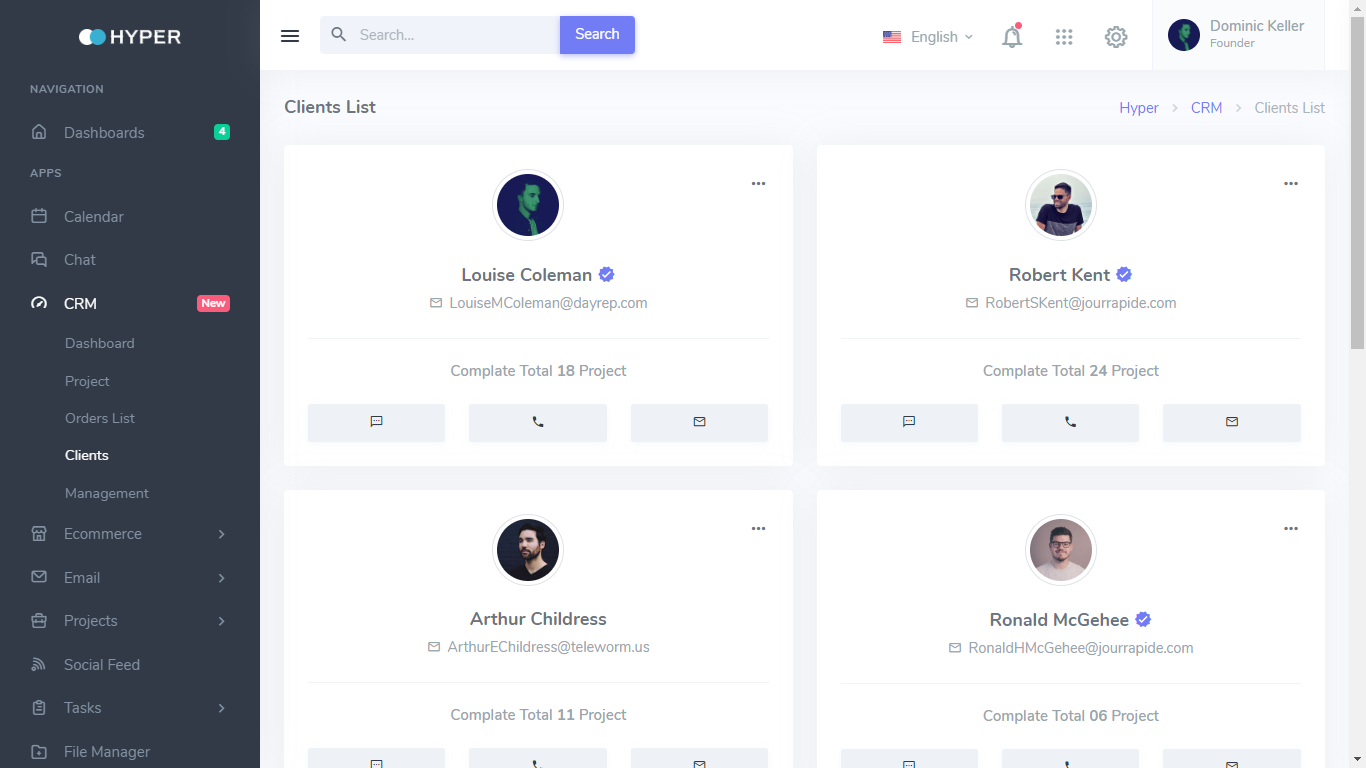 HYPER
Search...
Search
English
Dominic Keller
Founder
NAVIGATION
Dashboards
4
APPS
Calendar
Chat
CRM
New
Dashboard
Project
Orders List
Clients
Management
Ecommerce
Email
Projects
Social Feed
Tasks
File Manager
Clients List
Hyper > CRM > Clients List
Louise Coleman
LouiseMColeman@dayrep.com
Complate Total 18 Project
Robert Kent
RobertSKent@jourrapide.com
Complate Total 24 Project
Arthur Childress
ArthurEChildress@teleworm.us
Complate Total 11 Project
Ronald McGehee
RonaldHMcGehee@jourrapide.com
Complate Total 06 Project